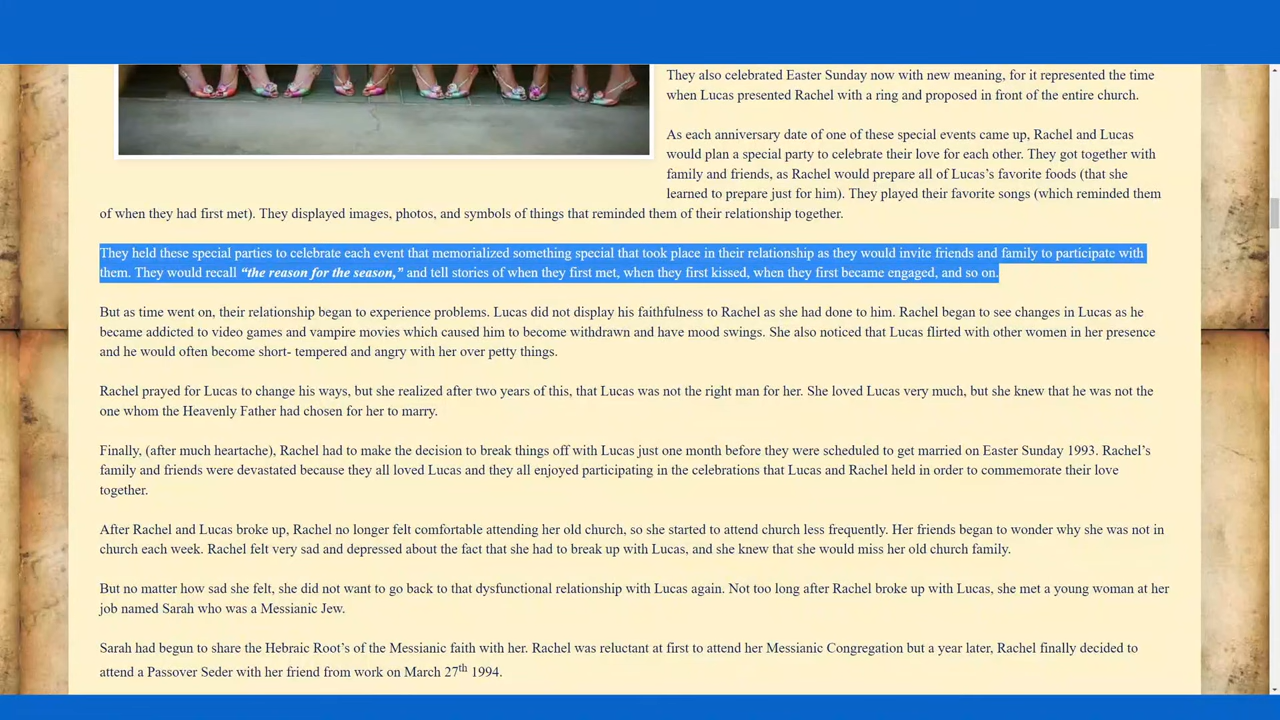 They also celebrated Easter Sunday now with new meaning, for it represented the time
when Lucas presented Rachel with a ring and proposed in front of the entire church.
As each anniversary date of one of these special events came up, Rachel and Lucas
would plan a special party to celebrate their love for each other. They got together with
family and friends, as Rachel would prepare all of Lucas’s favorite foods (that she
learned to prepare just for him). They played their favorite songs (which reminded them
of when they had first met). They displayed images, photos, and symbols of things that reminded them of their relationship together.
They held these special parties to celebrate each event that memorialized something special that took place in their relationship as they would invite friends and family to participate with
them. They would recall “the reason for the season,” and tell stories of when they first met, when they first kissed, when they first became engaged, and so on.
But as time went on, their relationship began to experience problems. Lucas did not display his faithfulness to Rachel as she had done to him. Rachel began to see changes in Lucas as he
became addicted to video games and vampire movies which caused him to become withdrawn and have mood swings. She also noticed that Lucas flirted with other women in her presence
and he would often become short- tempered and angry with her over petty things.
Rachel prayed for Lucas to change his ways, but she realized after two years of this, that Lucas was not the right man for her. She loved Lucas very much, but she knew that he was not the
one whom the Heavenly Father had chosen for her to marry.
Finally, (after much heartache), Rachel had to make the decision to break things off with Lucas just one month before they were scheduled to get married on Easter Sunday 1993. Rachel’s
family and friends were devastated because they all loved Lucas and they all enjoyed participating in the celebrations that Lucas and Rachel held in order to commemorate their love
together.
After Rachel and Lucas broke up, Rachel no longer felt comfortable attending her old church, so she started to attend church less frequently. Her friends began to wonder why she was not in
church each week. Rachel felt very sad and depressed about the fact that she had to break up with Lucas, and she knew that she would miss her old church family.
But no matter how sad she felt, she did not want to go back to that dysfunctional relationship with Lucas again. Not too long after Rachel broke up with Lucas, she met a young woman at her
job named Sarah who was a Messianic Jew.
Sarah had begun to share the Hebraic Root’s of the Messianic faith with her. Rachel was reluctant at first to attend her Messianic Congregation but a year later, Rachel finally decided to
attend a Passover Seder with her friend from work on March 27th 1994.